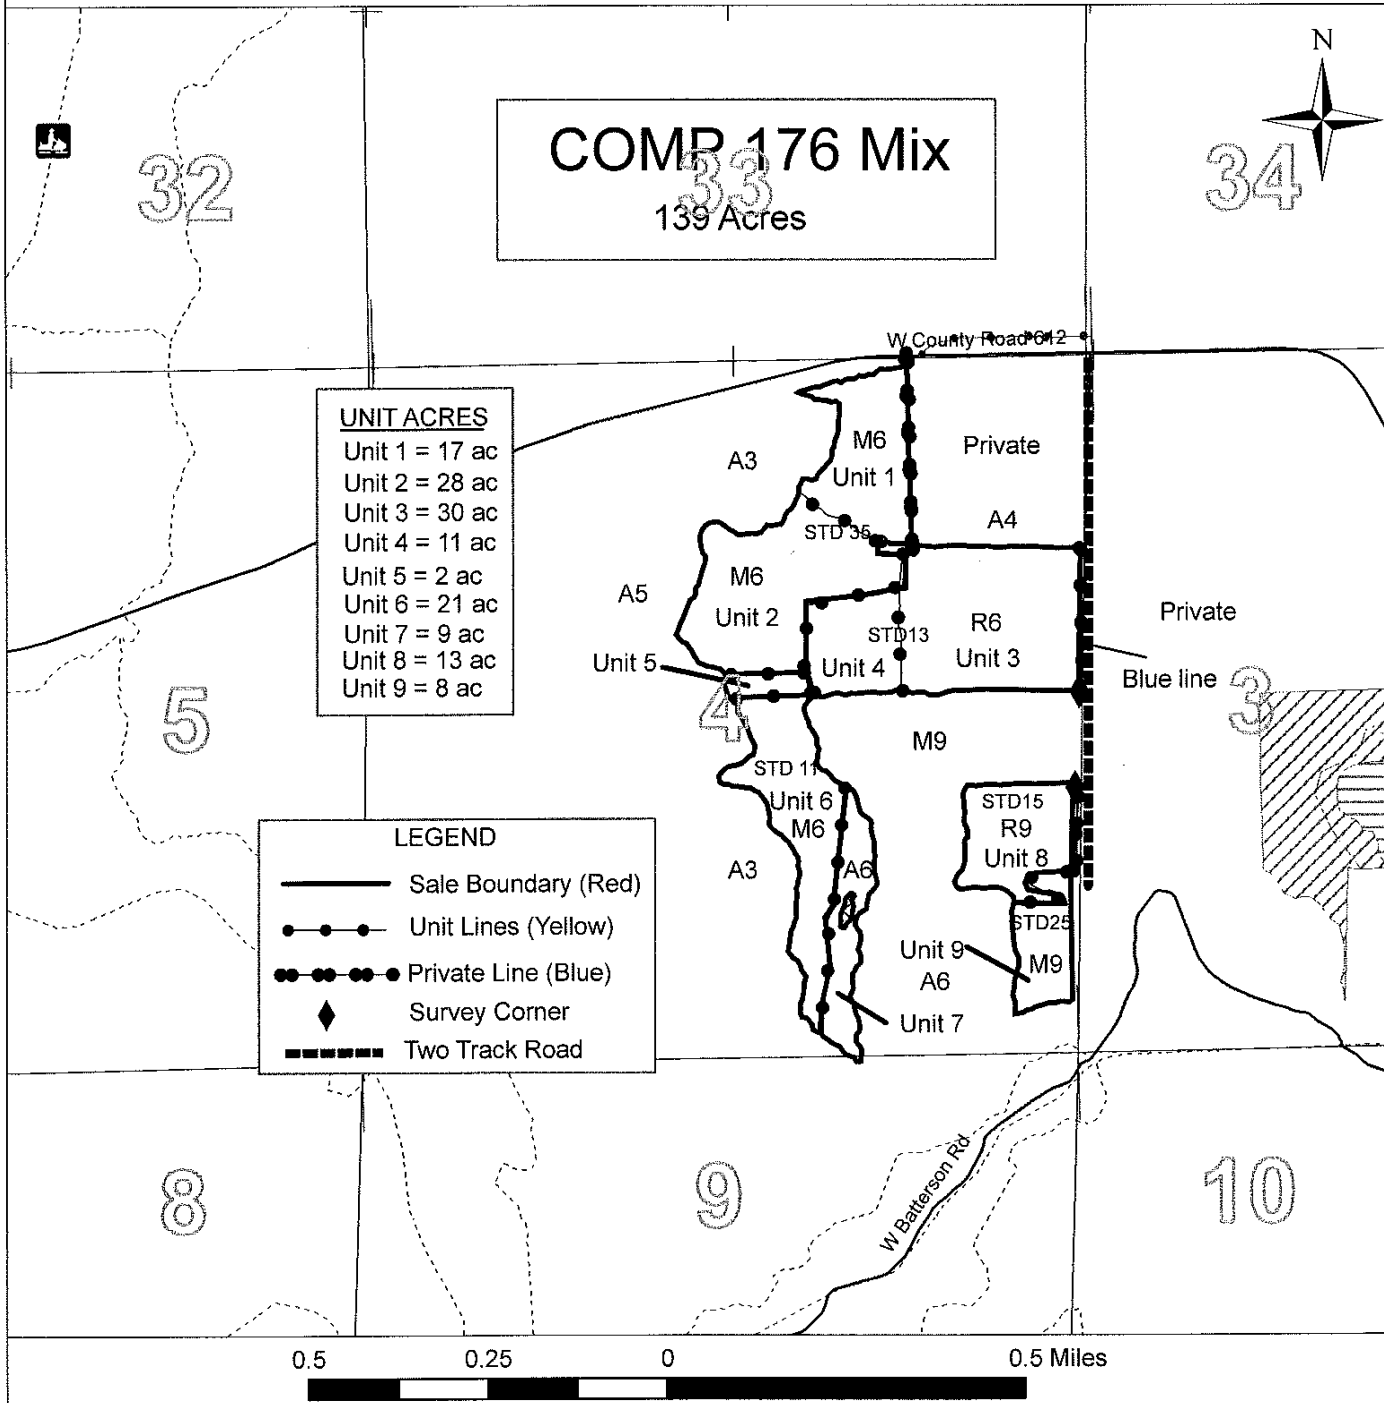 N
COMP 176 Mix
139 Acres
32
33
34
W County Road 612
UNIT ACRES
Unit 1 = 17 ac
Unit 2 = 28 ac
Unit 3 = 30 ac
Unit 4 = 11 ac
Unit 5 = 2 ac
Unit 6 = 21 ac
Unit 7 = 9 ac
Unit 8 = 13 ac
Unit 9 = 8 ac
A3
M6
Unit 1
Private
STD 35
A4
A5
M6
Unit 2
STD13
R6
Unit 3
Private
Unit 5
Unit 4
Blue line
5
4
3
M9
STD 11
Unit 6
M6
STD15
R9
Unit 8
A3
A6
STD25
Unit 9
M9
A6
Unit 7
LEGEND
Sale Boundary (Red)
Unit Lines (Yellow)
Private Line (Blue)
Survey Corner
Two Track Road
8
9
10
W Batterson Rd
0.5 0.25 0 0.5 Miles